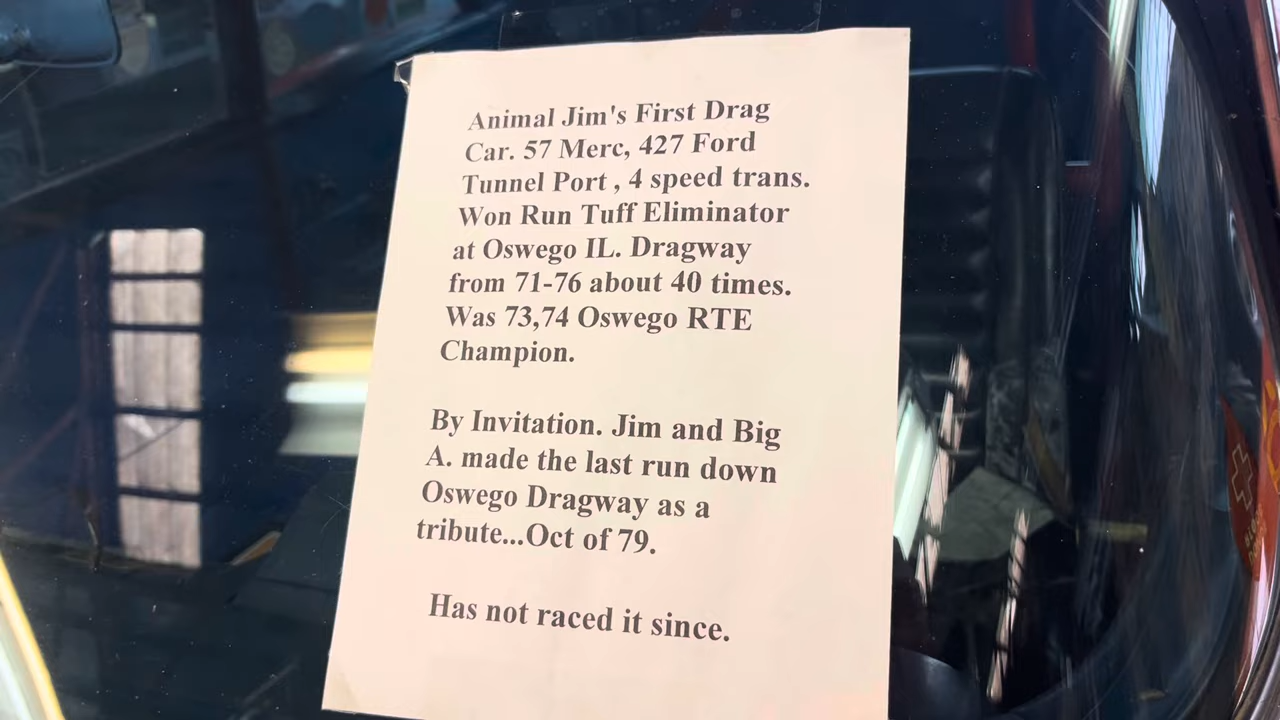 Animal Jim's First Drag
Car. 57 Merc, 427 Ford
Tunnel Port , 4 speed trans.
Won Run Tuff Eliminator
at Oswego IL. Dragway
from 71-76 about 40 times.
Was 73,74 Oswego RTE
Champion.
By Invitation. Jim and Big
A. made the last run down
Oswego Dragway as a
tribute...Oct of 79.
Has not raced it since.